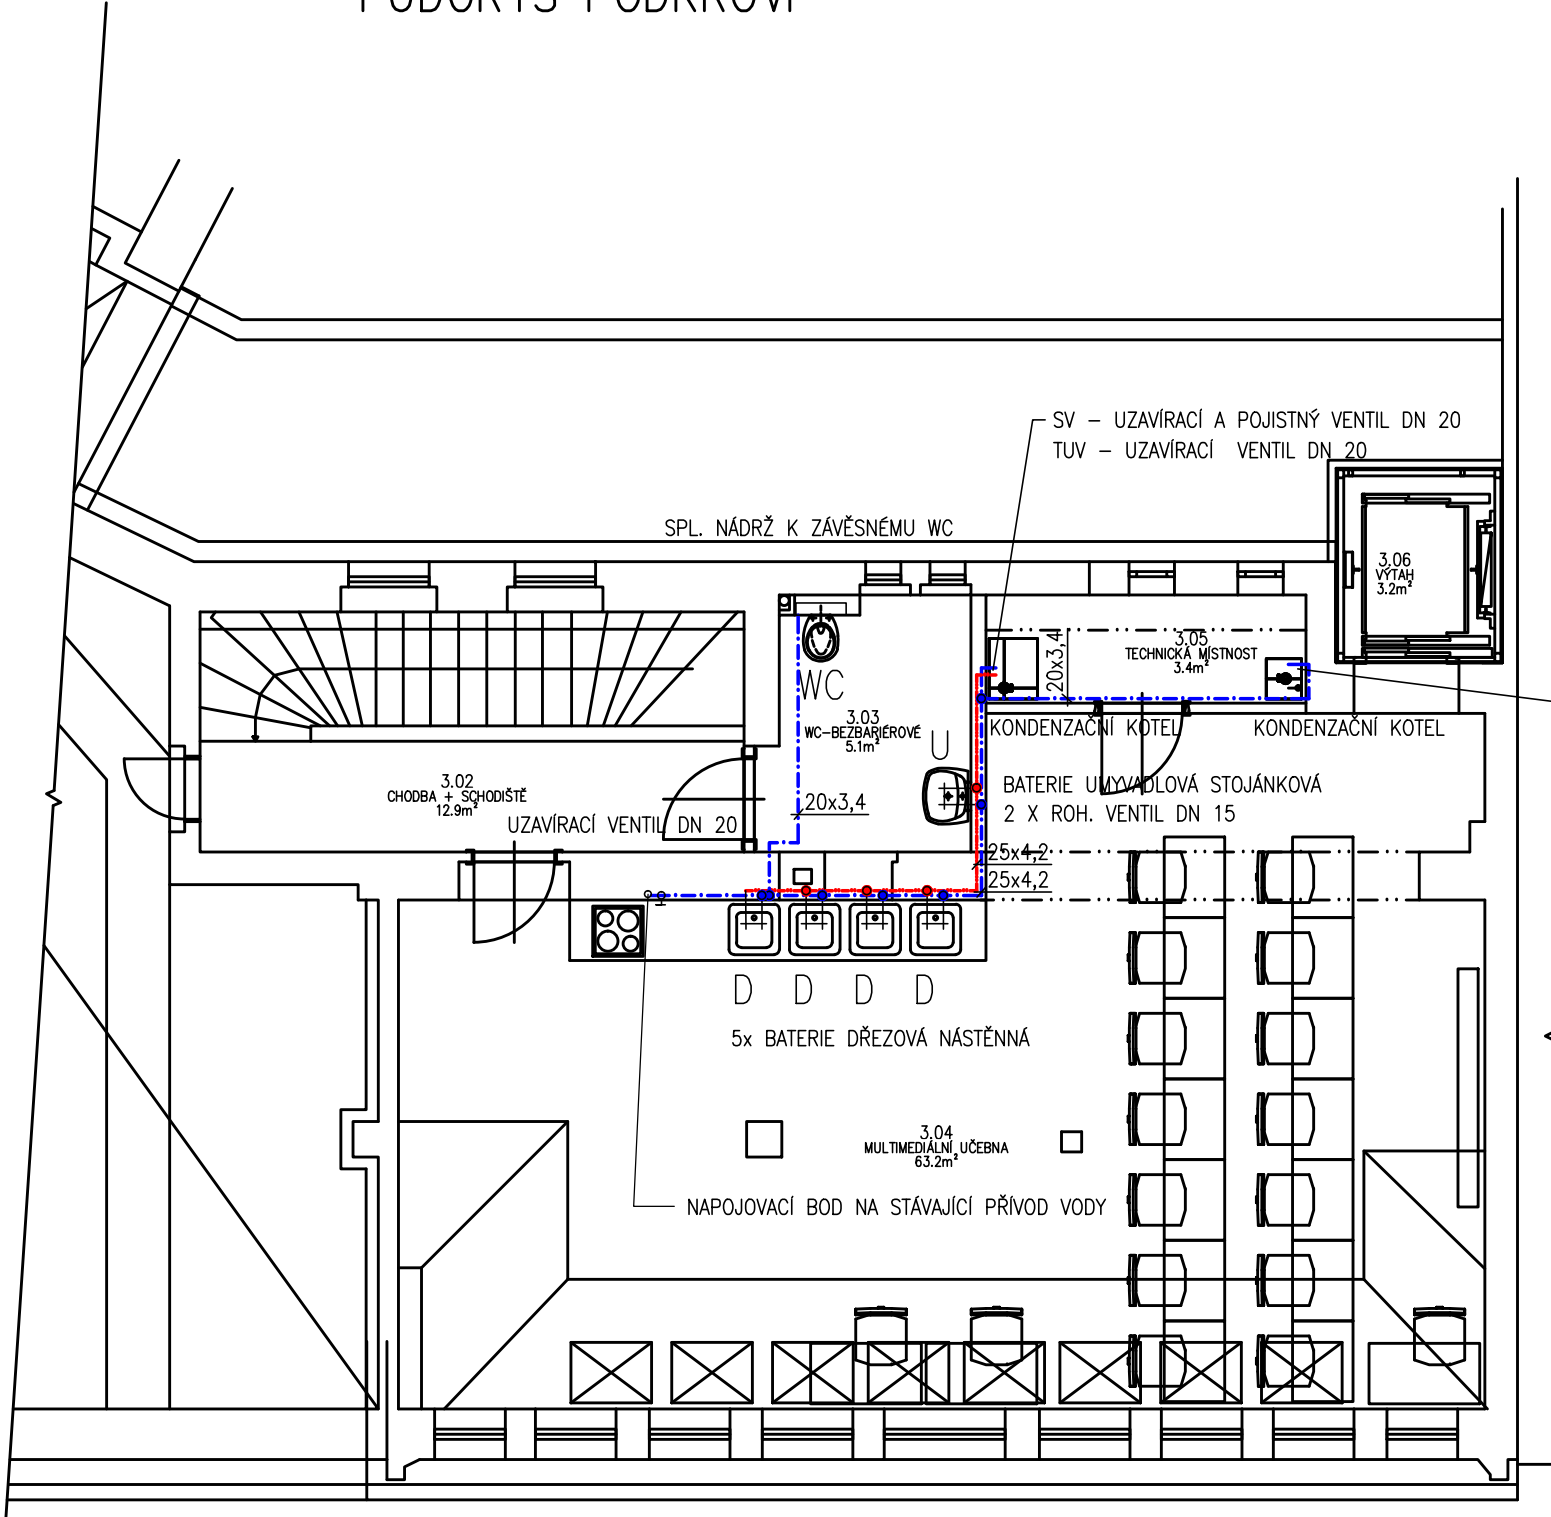 PŮDORYS PODKROVÍ
SV – UZAVÍRACÍ A POJISTNÝ VENTIL DN 20
TUV – UZAVÍRACÍ VENTIL DN 20
SPL. NÁDRŽ K ZÁVĚSNÉMU WC
3.06
VÝTAH
3.2m²
20x3,4
3.05
TECHNICKÁ MÍSTNOST
3.4m²
WC
3.03
WC–BEZBARIÉROVÉ
5.1m²
U
KONDENZAČNÍ KOTEL
KONDENZAČNÍ KOTEL
3.02
CHODBA + SCHODIŠTĚ
12.9m²
BATERIE UMYVADLOVÁ STOJÁNKOVÁ
2 X ROH. VENTIL DN 15
20x3,4
UZAVÍRACÍ VENTIL DN 20
25x4,2
25x4,2
D D D D
5x BATERIE DŘEZOVÁ NÁSTĚNNÁ
3.04
MULTIMEDIÁLNÍ UČEBNA
63.2m²
NAPOJOVACÍ BOD NA STÁVAJÍCÍ PŘÍVOD VODY